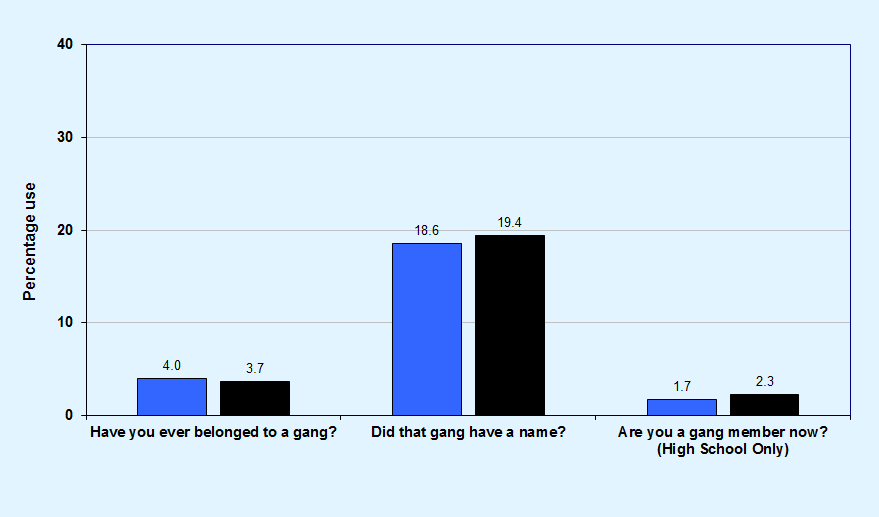 40
30
20
10
0
Percentage use
4.0
3.7
18.6
19.4
1.7
2.3
Have you ever belonged to a gang?
Did that gang have a name?
Are you a gang member now?
(High School Only)